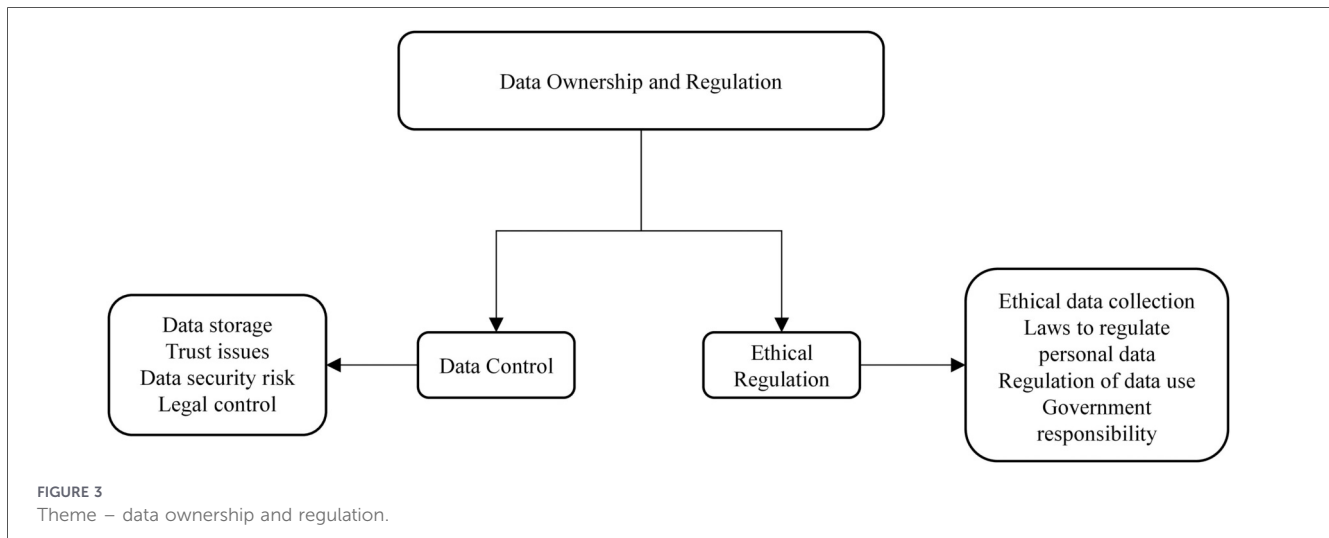 Data Ownership and Regulation
Data storage
Trust issues
Data security risk
Legal control
Data Control
Ethical
Regulation
Ethical data collection
Laws to regulate
personal data
Regulation of data use
Government
responsibility
FIGURE 3
Theme – data ownership and regulation.